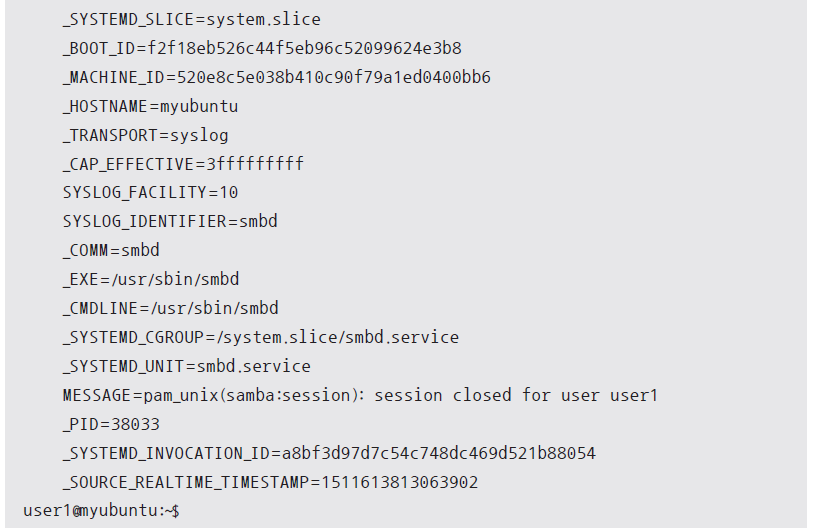 _SYSTEMD_SLICE=system.slice
_BOOT_ID=f2f18eb526c44f5eb96c52099624e3b8
_MACHINE_ID=520e8c5e038b410c90f79a1ed0400bb6
_HOSTNAME=myubuntu
_TRANSPORT=syslog
_CAP_EFFECTIVE=3fffffffff
SYSLOG_FACILITY=10
SYSLOG_IDENTIFIER=smbd
_COMM=smbd
_EXE=/usr/sbin/smbd
_CMDLINE=/usr/sbin/smbd
_SYSTEMD_CGROUP=/system.slice/smbd.service
_SYSTEMD_UNIT=smbd.service
MESSAGE=pam_unix(samba:session): session closed for user user1
_PID=38033
_SYSTEMD_INVOCATION_ID=a8bf3d97d7c54c748dc469d521b88054
_SOURCE_REALTIME_TIMESTAMP=1511613813063902
user1@myubuntu:~$